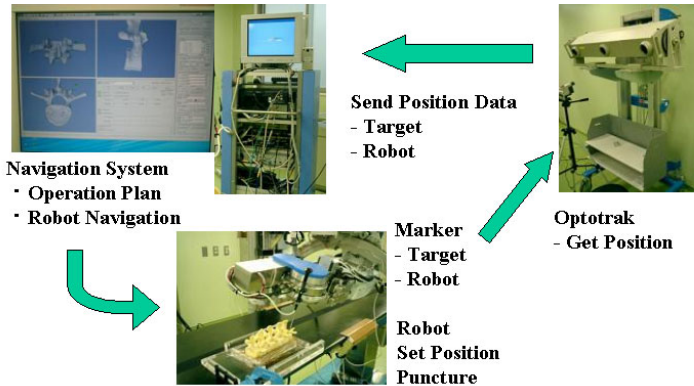 Send Position Data
- Target
- Robot
Navigation System
・ Operation Plan
・ Robot Navigation
Marker
- Target
- Robot
Optotrak
- Get Position
Robot
Set Position
Puncture